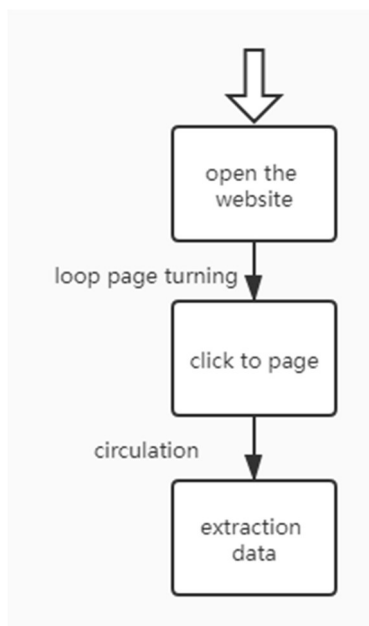 open the
website
loop page turning
click to page
circulation
extraction
data